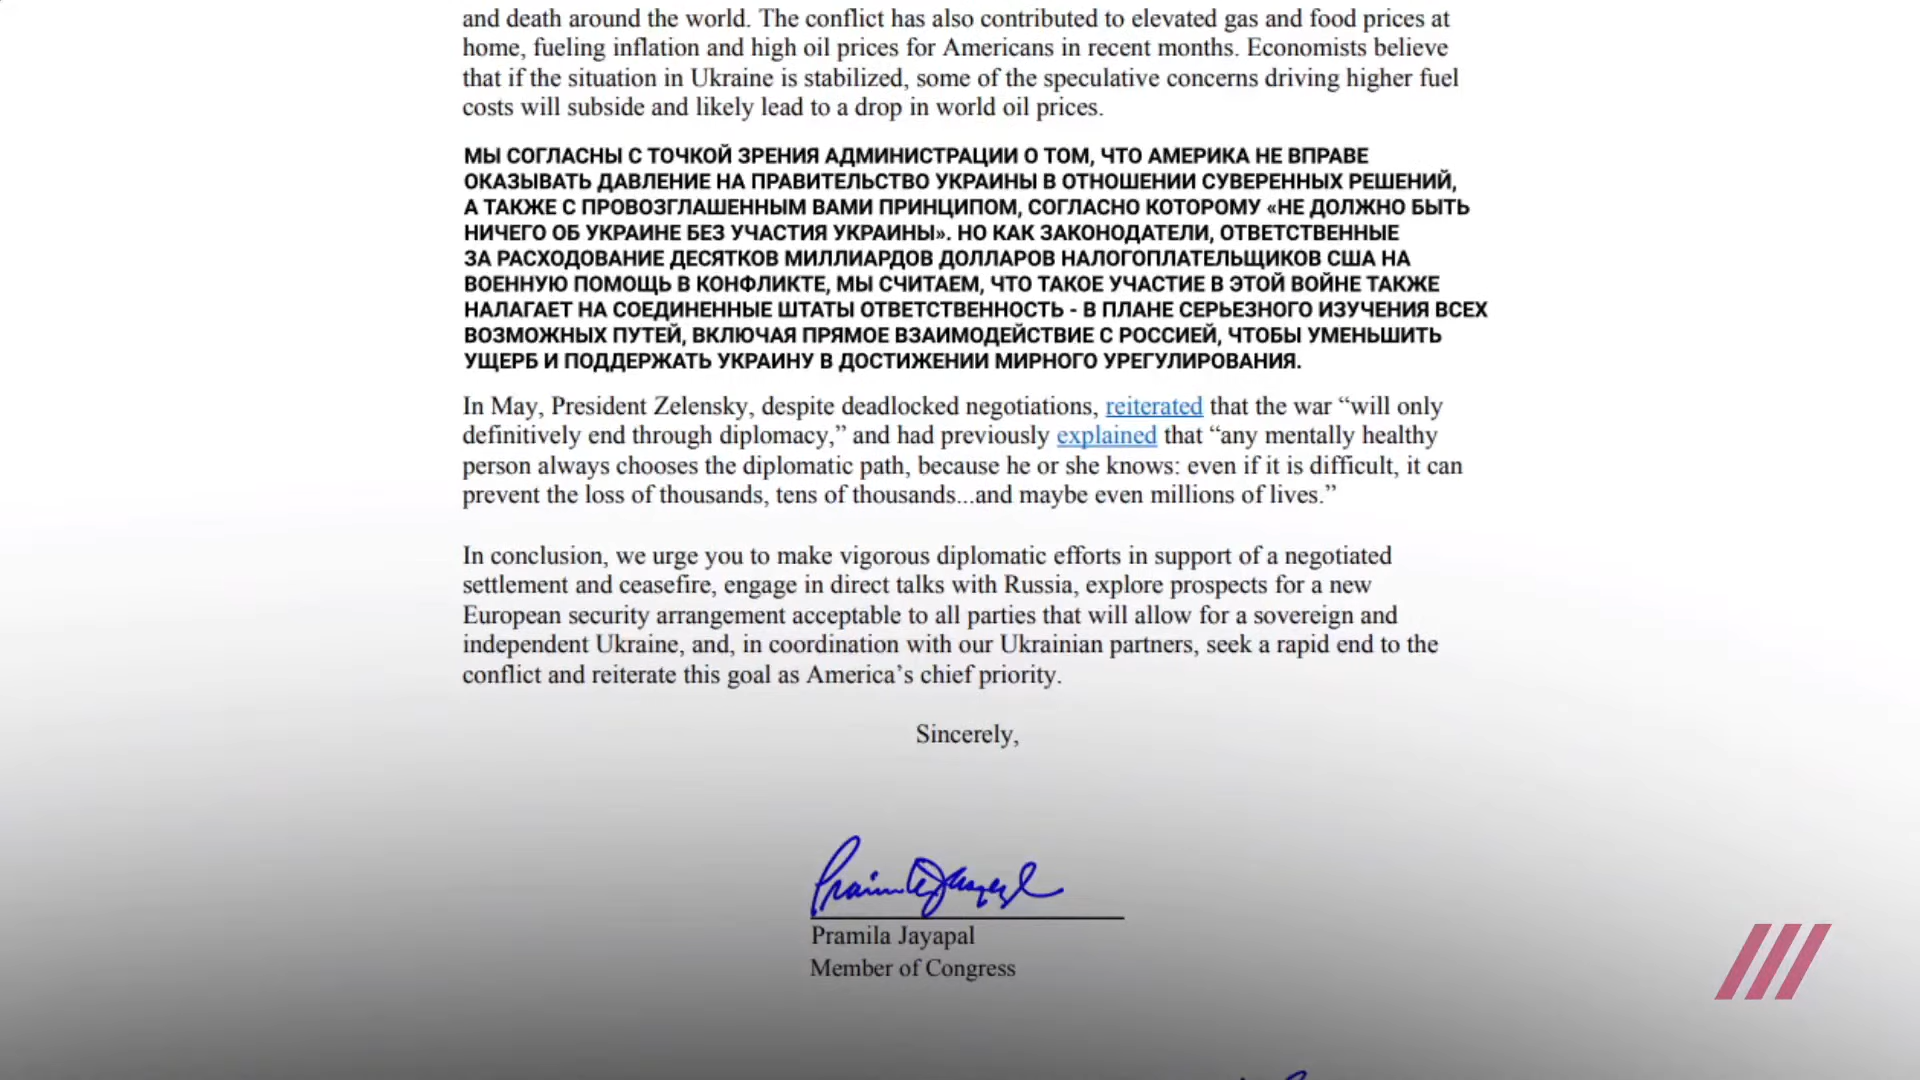 and death around the world. The conflict has also contributed to elevated gas and food prices at
home, fueling inflation and high oil prices for Americans in recent months. Economists believe
that if the situation in Ukraine is stabilized, some of the speculative concerns driving higher fuel
costs will subside and likely lead to a drop in world oil prices.
МЫ СОГЛАСНЫ С ТОЧКОЙ ЗРЕНИЯ АДМИНИСТРАЦИИ О ТОМ, ЧТО АМЕРИКА НЕ ВПРАВЕ
ОКАЗЫВАТЬ ДАВЛЕНИЕ НА ПРАВИТЕЛЬСТВО УКРАИНЫ В ОТНОШЕНИИ СУВЕРЕННЫХ РЕШЕНИЙ,
А ТАКЖЕ С ПРОВОЗГЛАШЕННЫМ ВАМИ ПРИНЦИПОМ, СОГЛАСНО КОТОРОМУ «НЕ ДОЛЖНО БЫТЬ
НИЧЕГО ОБ УКРАИНЕ БЕЗ УЧАСТИЯ УКРАИНЫ». НО КАК ЗАКОНОДАТЕЛИ, ОТВЕТСТВЕННЫЕ
ЗА РАСХОДОВАНИЕ ДЕСЯТКОВ МИЛЛИАРДОВ ДОЛЛАРОВ НАЛОГОПЛАТЕЛЬЩИКОВ США НА
ВОЕННУЮ ПОМОЩЬ В КОНФЛИКТЕ, МЫ СЧИТАЕМ, ЧТО ТАКОЕ УЧАСТИЕ В ЭТОЙ ВОЙНЕ ТАКЖЕ
НАЛАГАЕТ НА СОЕДИНЕННЫЕ ШТАТЫ ОТВЕТСТВЕННОСТЬ - В ПЛАНЕ СЕРЬЕЗНОГО ИЗУЧЕНИЯ ВСЕХ
ВОЗМОЖНЫХ ПУТЕЙ, ВКЛЮЧАЯ ПРЯМОЕ ВЗАИМОДЕЙСТВИЕ С РОССИЕЙ, ЧТОБЫ УМЕНЬШИТЬ
УЩЕРБ И ПОДДЕРЖАТЬ УКРАИНУ В ДОСТИЖЕНИИ МИРНОГО УРЕГУЛИРОВАНИЯ.
In May, President Zelensky, despite deadlocked negotiations, reiterated that the war “will only
definitively end through diplomacy,” and had previously explained that “any mentally healthy
person always chooses the diplomatic path, because he or she knows: even if it is difficult, it can
prevent the loss of thousands, tens of thousands...and maybe even millions of lives.”
In conclusion, we urge you to make vigorous diplomatic efforts in support of a negotiated
settlement and ceasefire, engage in direct talks with Russia, explore prospects for a new
European security arrangement acceptable to all parties that will allow for a sovereign and
independent Ukraine, and, in coordination with our Ukrainian partners, seek a rapid end to the
conflict and reiterate this goal as America’s chief priority.
Sincerely,
Pramila Jayapal
Pramila Jayapal
Member of Congress